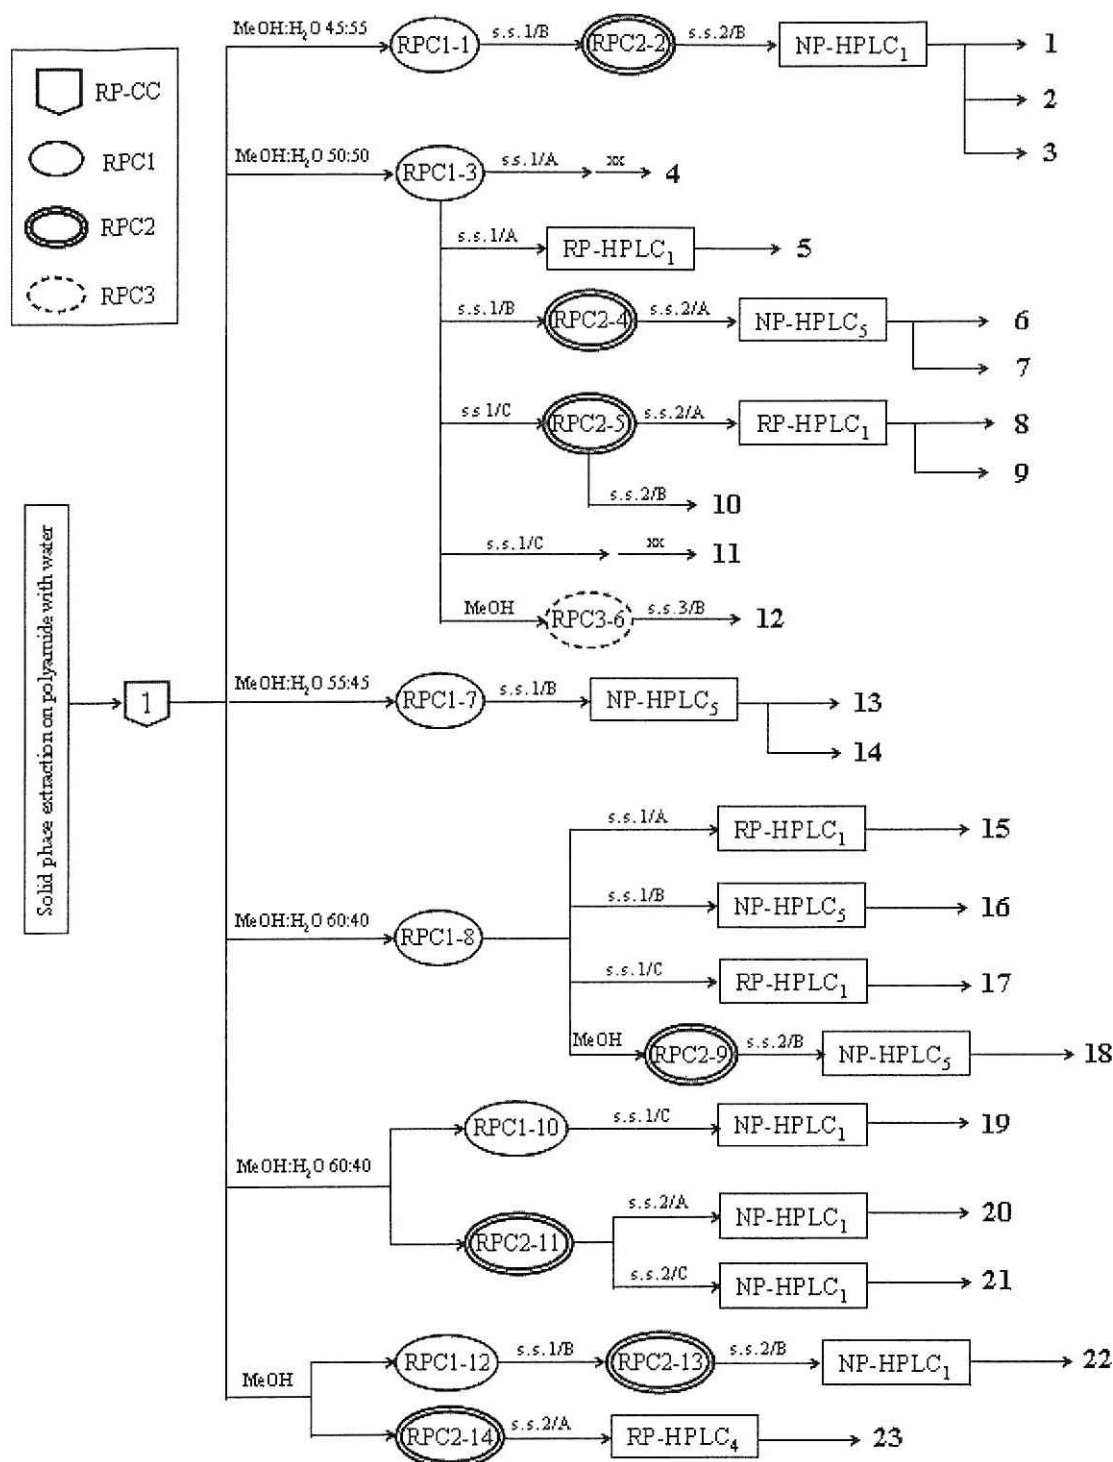 RP-CC
RPC1
RPC2
RPC3
Solid phase extraction on polyamide with water
1
MeOH:H₂O 45:55
RPC1-1
s.s.1/B
RPC2-2
s.s.2/B
NP-HPLC₁
1
2
3
MeOH:H₂O 50:50
RPC1-3
s.s.1/A
xx
4
s.s.1/A
RP-HPLC₁
5
s.s.1/B
RPC2-4
s.s.2/A
NP-HPLC₅
6
7
ss 1/C
RPC2-5
s.s.2/A
RP-HPLC₁
8
9
s.s.2/B
10
s.s.1/C
xx
11
MeOH
RPC3-6
s.s.3/B
12
MeOH:H₂O 55:45
RPC1-7
s.s.1/B
NP-HPLC₅
13
14
MeOH:H₂O 60:40
RPC1-8
s.s.1/A
RP-HPLC₁
15
s.s.1/B
NP-HPLC₅
16
s.s.1/C
RP-HPLC₁
17
MeOH
RPC2-9
s.s.2/B
NP-HPLC₅
18
MeOH:H₂O 60:40
RPC1-10
s.s.1/C
NP-HPLC₁
19
RPC2-11
s.s.2/A
NP-HPLC₁
20
s.s.2/C
NP-HPLC₁
21
MeOH
RPC1-12
s.s.1/B
RPC2-13
s.s.2/B
NP-HPLC₁
22
RPC2-14
s.s.2/A
RP-HPLC₄
23